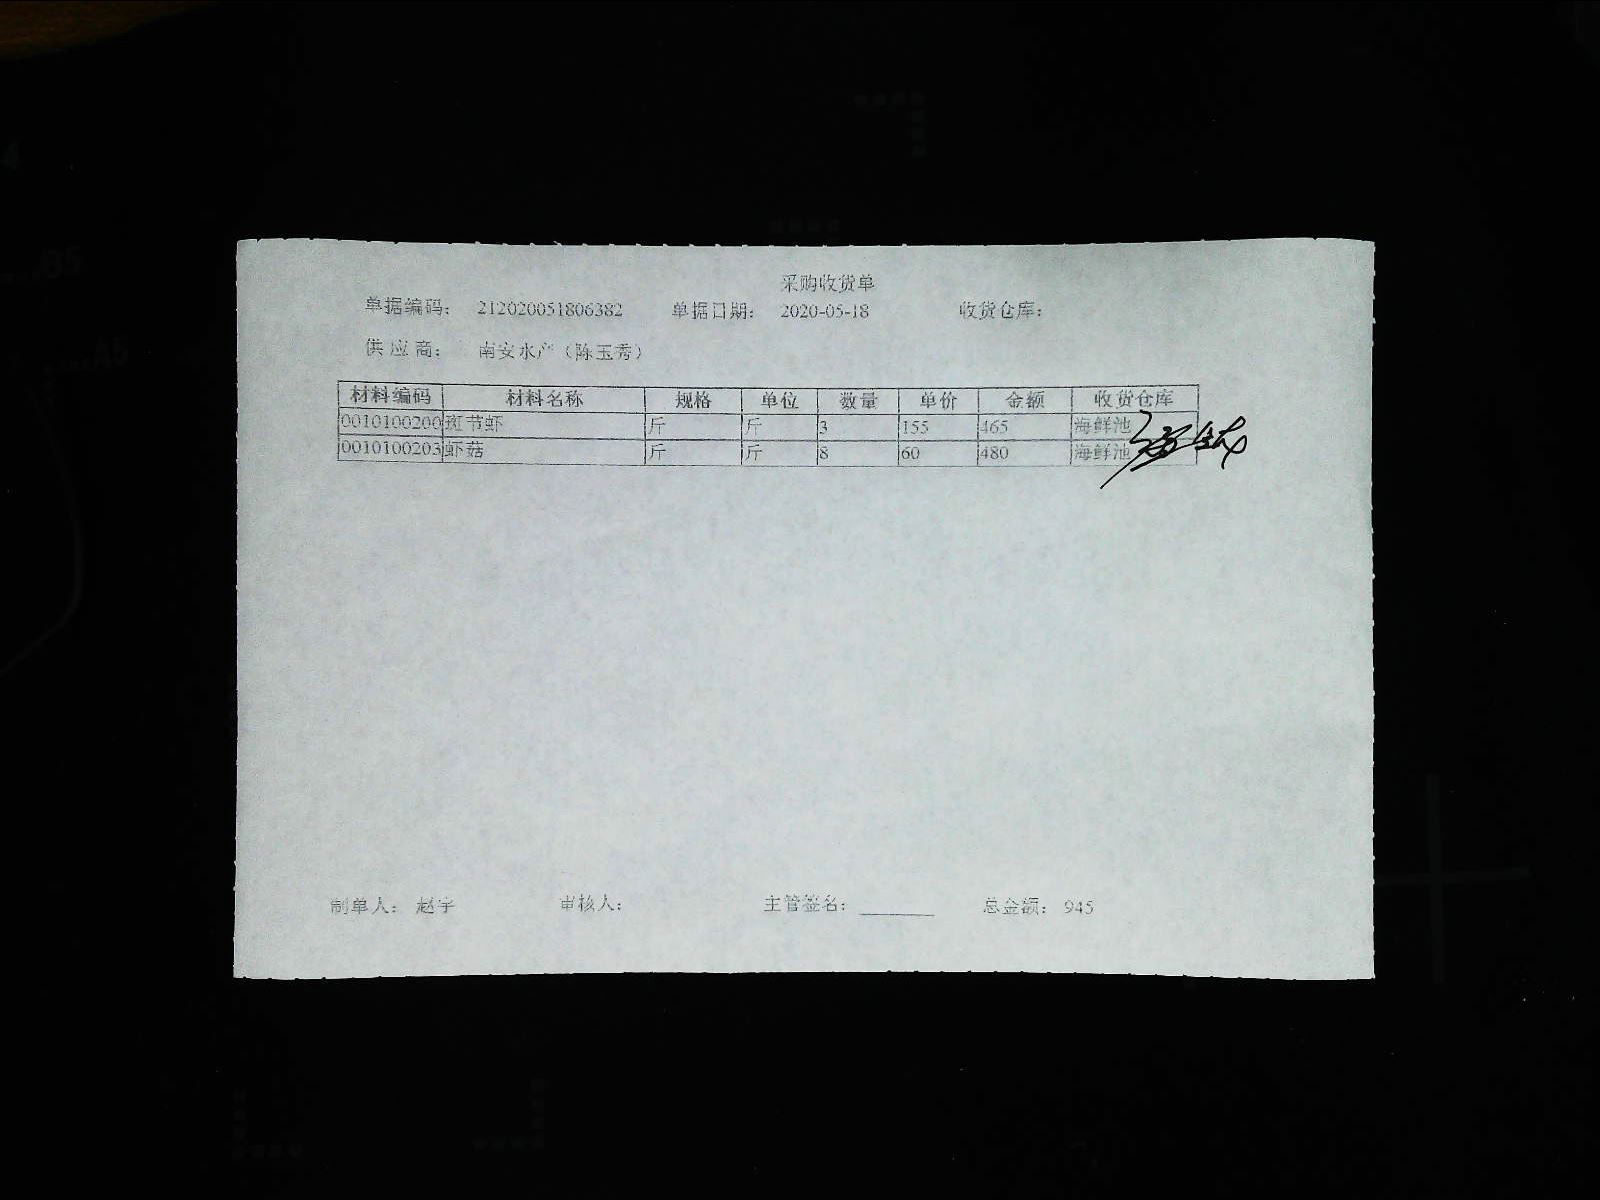 采购收货单
单据编码： 212020051806382 单据日期： 2020-05-18 收货仓库：
供应商： 南安水产（陈玉秀）
材料编码 材料名称 规格 单位 数量 单价 金额 收货仓库
0010100200 斑节虾 斤 斤 3 155 465 海鲜池
0010100203 虾菇 斤 斤 8 60 480 海鲜池
制单人： 赵宇 审核人： 主管签名： 总金额： 945